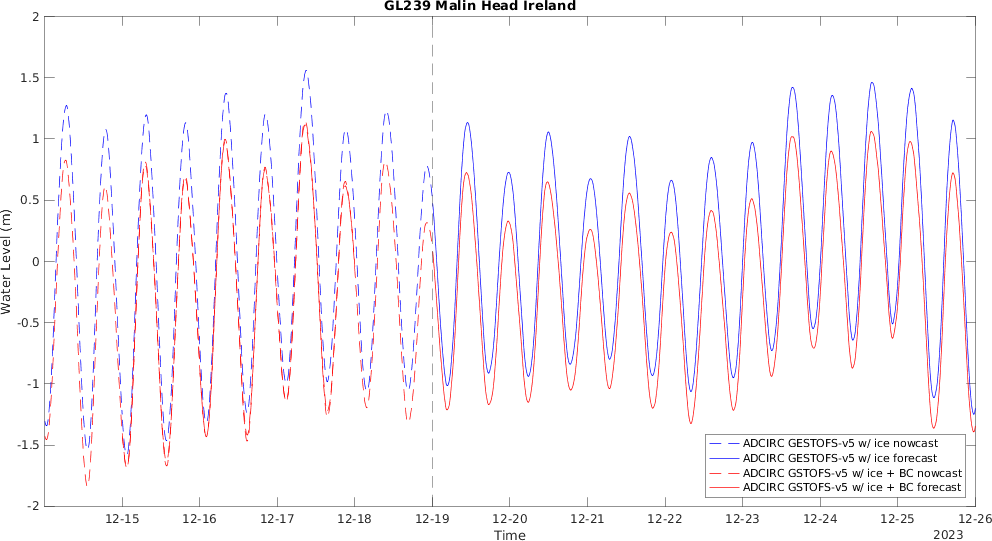 GL239 Malin Head Ireland
2
1.5
1
0.5
0
-0.5
-1
-1.5
-2
Water Level (m)
ADCIRC GESTOFS-v5 w/ ice nowcast
ADCIRC GESTOFS-v5 w/ ice forecast
ADCIRC GSTOFS-v5 w/ ice + BC nowcast
ADCIRC GSTOFS-v5 w/ ice + BC forecast
12-15 12-16 12-17 12-18 12-19 12-20 12-21 12-22 12-23 12-24 12-25 12-26
Time
2023